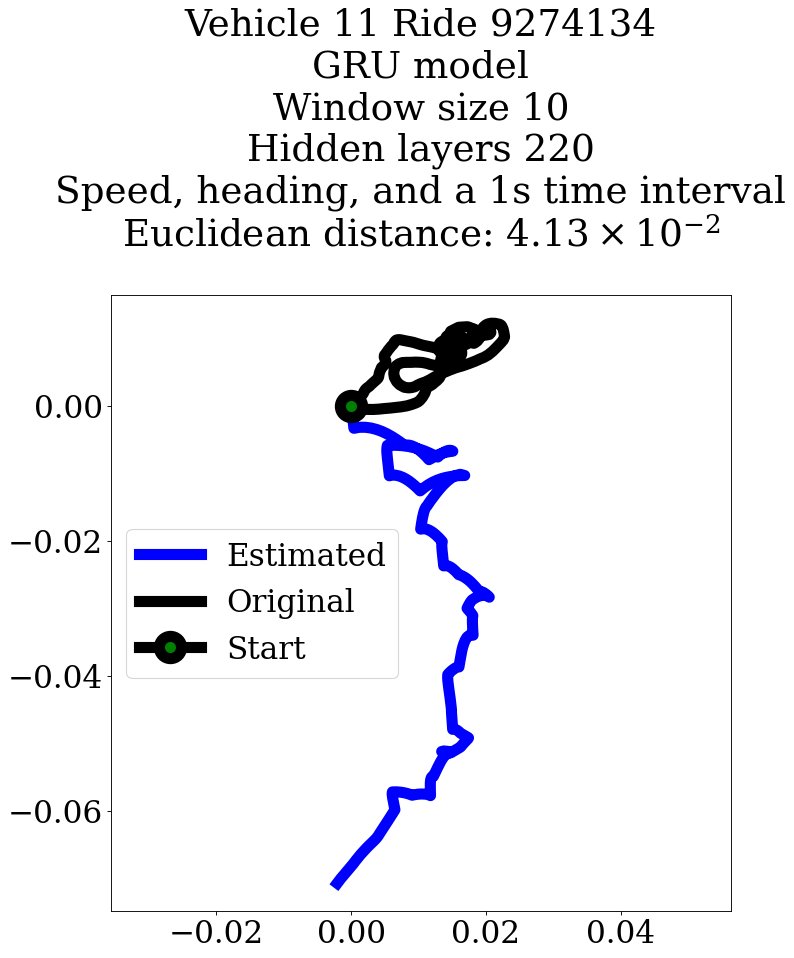 Vehicle 11 Ride 9274134
GRU model
Window size 10
Hidden layers 220
Speed, heading, and a 1s time interval
Euclidean distance: 4.13 × 10⁻²
0.00
−0.02
−0.04
−0.06
Estimated
Original
Start
−0.02 0.00 0.02 0.04